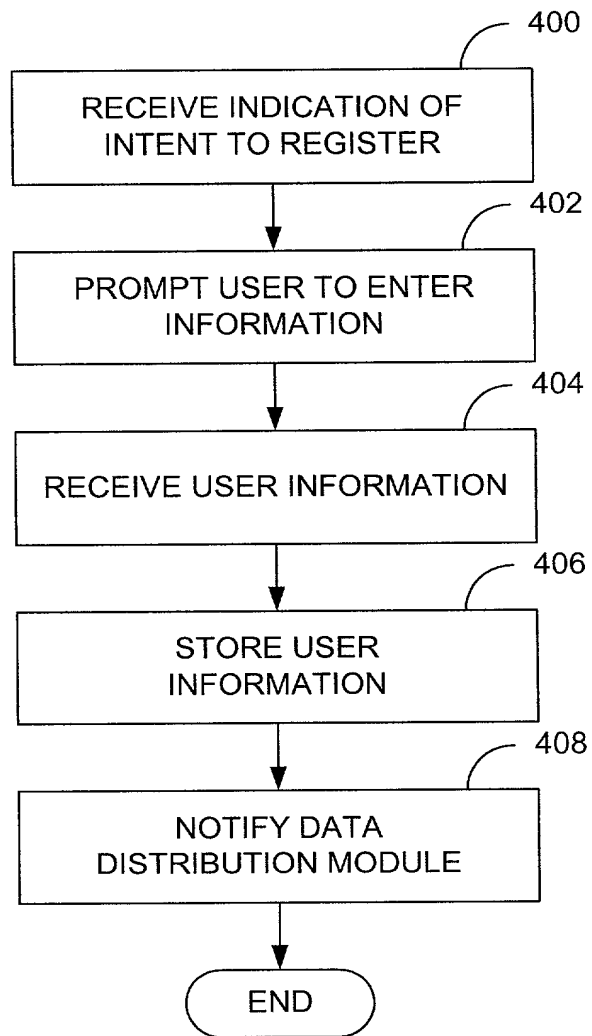 400
RECEIVE INDICATION OF
INTENT TO REGISTER
402
PROMPT USER TO ENTER
INFORMATION
404
RECEIVE USER INFORMATION
406
STORE USER
INFORMATION
408
NOTIFY DATA
DISTRIBUTION MODULE
END